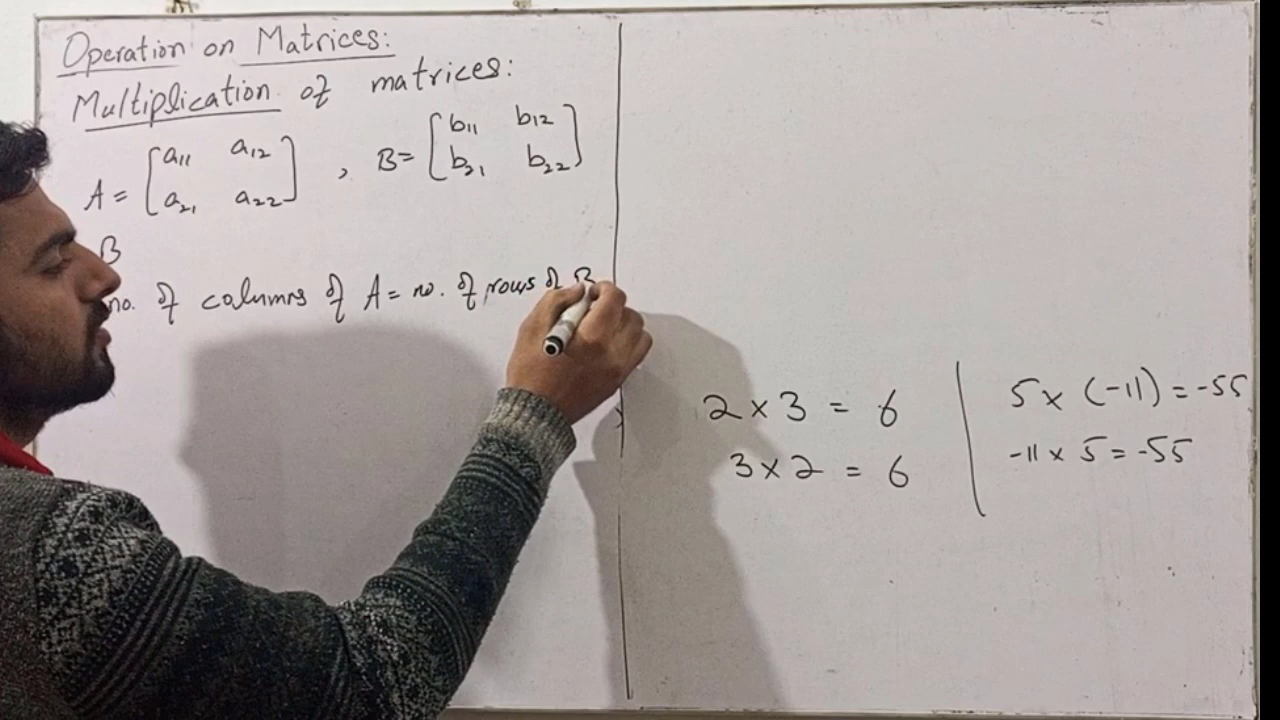 Operation on Matrices:
Multiplication of matrices:
A = [a11 a12
a21 a22] , B = [b11 b12
b21 b22]
B
no. of columns of A = no. of rows of B
2 × 3 = 6
3 × 2 = 6
5 × (-11) = -55
-11 × 5 = -55